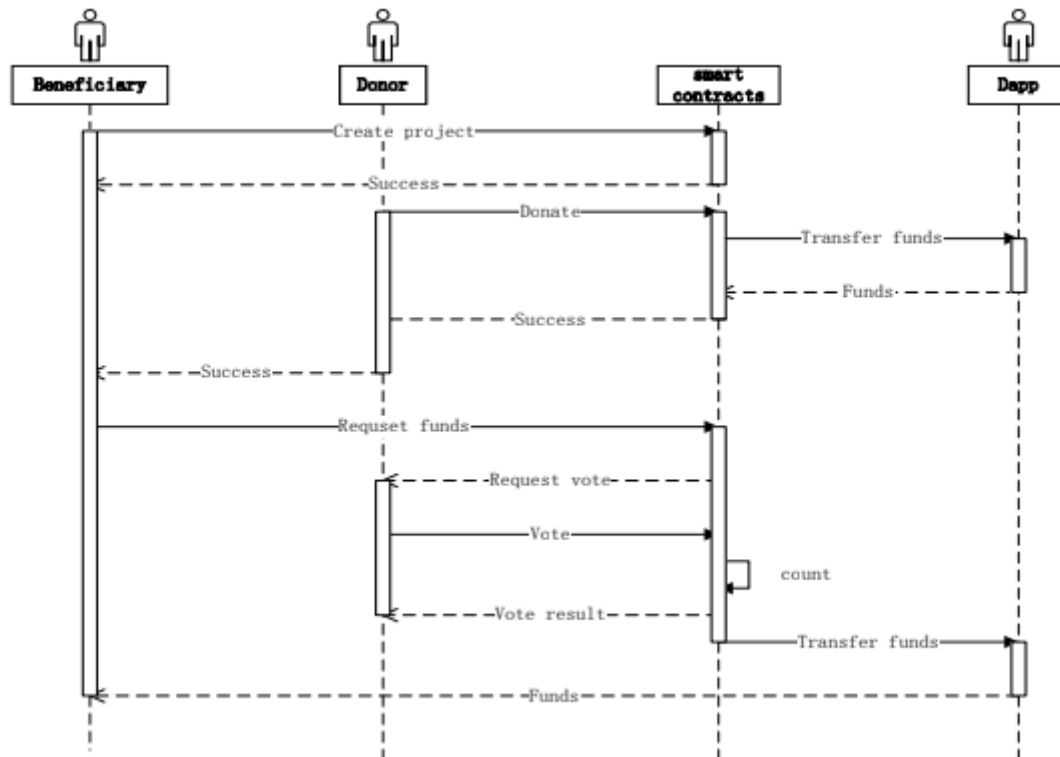 Beneficiary
Donor
smart
contracts
Dapp
Create project
Success
Donate
Transfer funds
Funds
Success
Success
Requset funds
Request vote
Vote
count
Vote result
Transfer funds
Funds